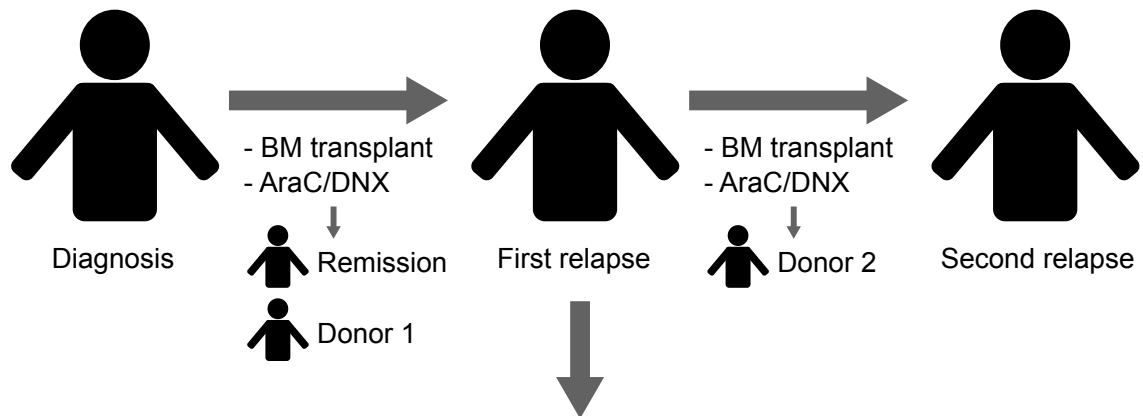 - BM transplant
- AraC/DNX
- BM transplant
- AraC/DNX
Diagnosis
Remission
First relapse
Donor 2
Second relapse
Donor 1